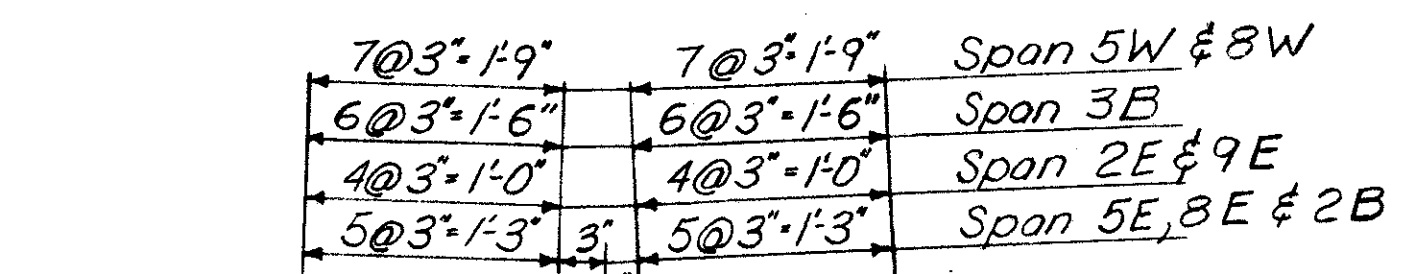 7@3"=1'-9" 7@3"=1'-9" Span 5W & 8W
6@3"=1'-6" 6@3"=1'-6" Span 3B
4@3"=1'-0" 4@3"=1'-0" Span 2E & 9E
5@3"=1'-3" 3" 5@3"=1'-3" Span 5E, 8E & 2B